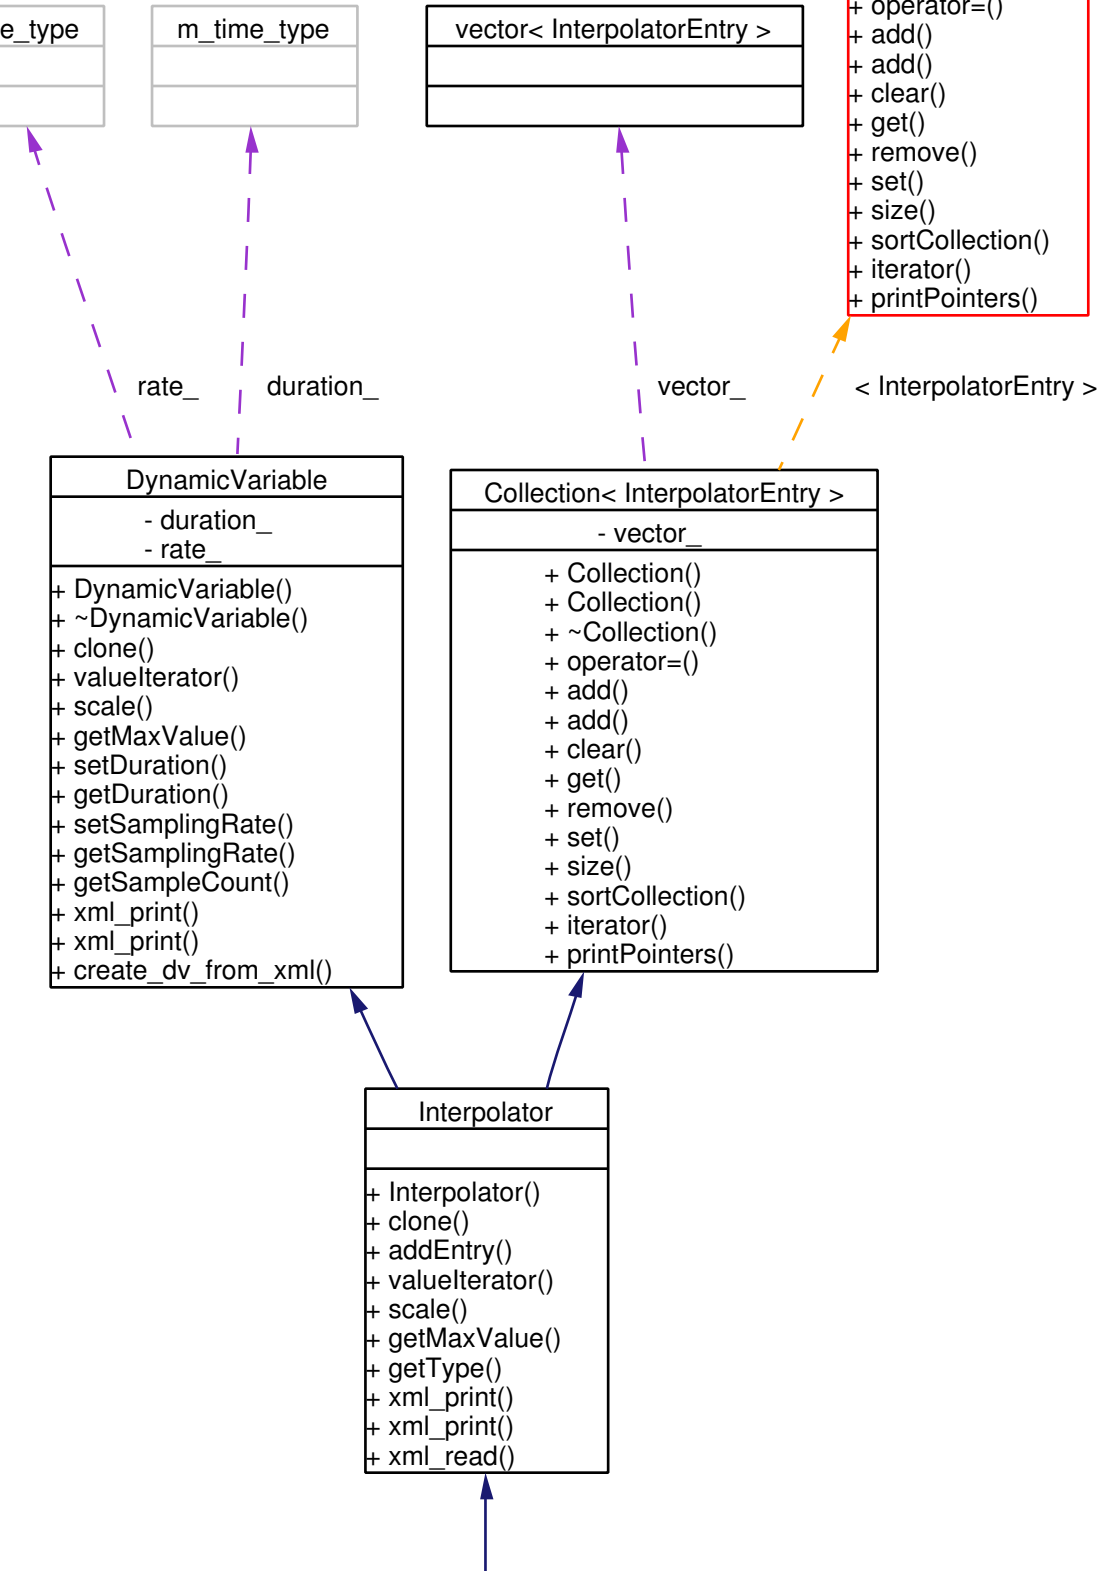 e_type
m_time_type
vector< InterpolatorEntry >
+ operator=()
+ add()
+ add()
+ clear()
+ get()
+ remove()
+ set()
+ size()
+ sortCollection()
+ iterator()
+ printPointers()
rate_
duration_
vector_
< InterpolatorEntry >
DynamicVariable
- duration_
- rate_
+ DynamicVariable()
+ ~DynamicVariable()
+ clone()
+ valueIterator()
+ scale()
+ getMaxValue()
+ setDuration()
+ getDuration()
+ setSamplingRate()
+ getSamplingRate()
+ getSampleCount()
+ xml_print()
+ xml_print()
+ create_dv_from_xml()
Collection< InterpolatorEntry >
- vector_
+ Collection()
+ Collection()
+ ~Collection()
+ operator=()
+ add()
+ add()
+ clear()
+ get()
+ remove()
+ set()
+ size()
+ sortCollection()
+ iterator()
+ printPointers()
Interpolator
+ Interpolator()
+ clone()
+ addEntry()
+ valueIterator()
+ scale()
+ getMaxValue()
+ getType()
+ xml_print()
+ xml_print()
+ xml_read()